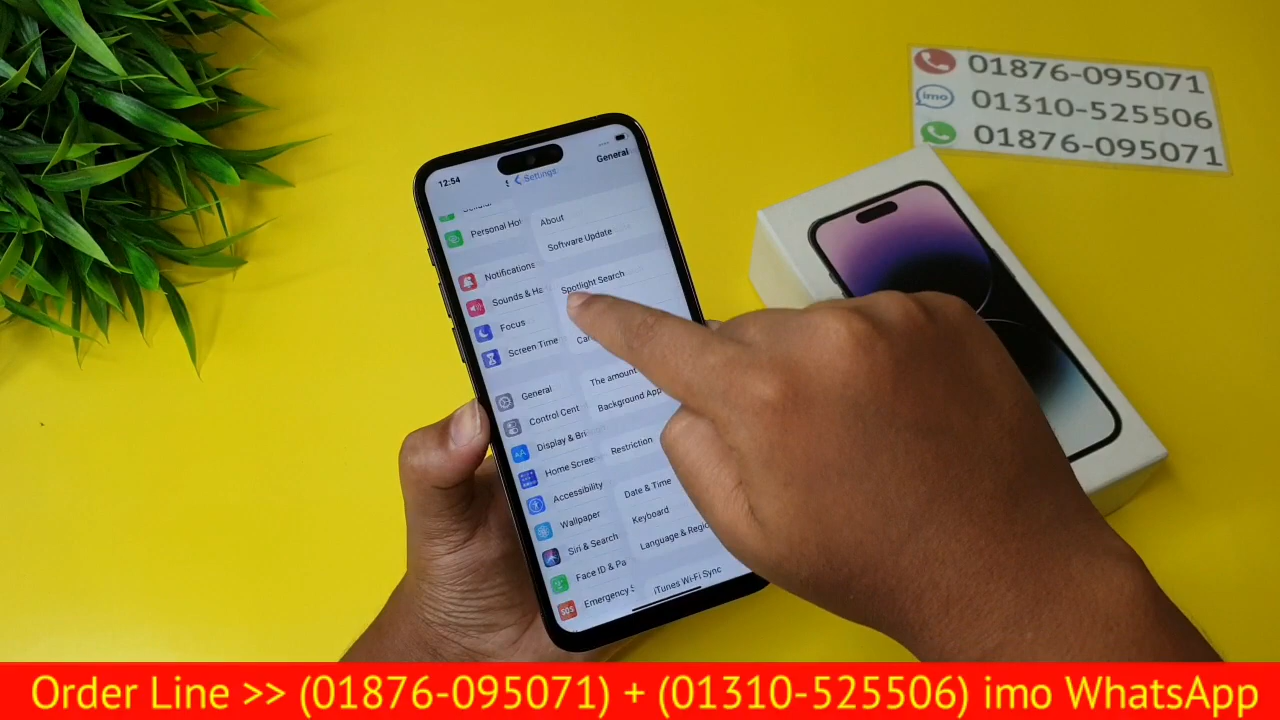 01876-095071
imo 01310-525506
01876-095071
12:54
Settings
General
Personal Hot
Notifications
Sounds & Ha
Focus
Screen Time
General
Control Cent
Display & Bri
Home Scree
Accessibility
Wallpaper
Siri & Search
Face ID & Pa
SOS Emergency S
About
Software Update
Spotlight Search
The amount
Background App
Restriction
Date & Time
Keyboard
Language & Regio
iTunes Wi-Fi Sync
Order Line >> (01876-095071) + (01310-525506) imo WhatsApp